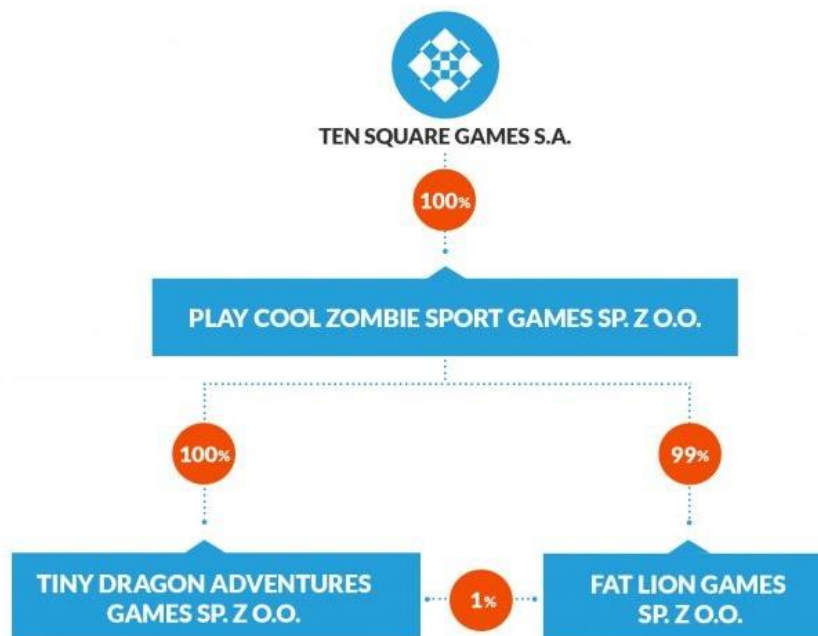 TEN SQUARE GAMES S.A.
100%
PLAY COOL ZOMBIE SPORT GAMES SP. Z O.O.
100%
99%
TINY DRAGON ADVENTURES
GAMES SP. Z O.O.
1%
FAT LION GAMES
SP. Z O.O.